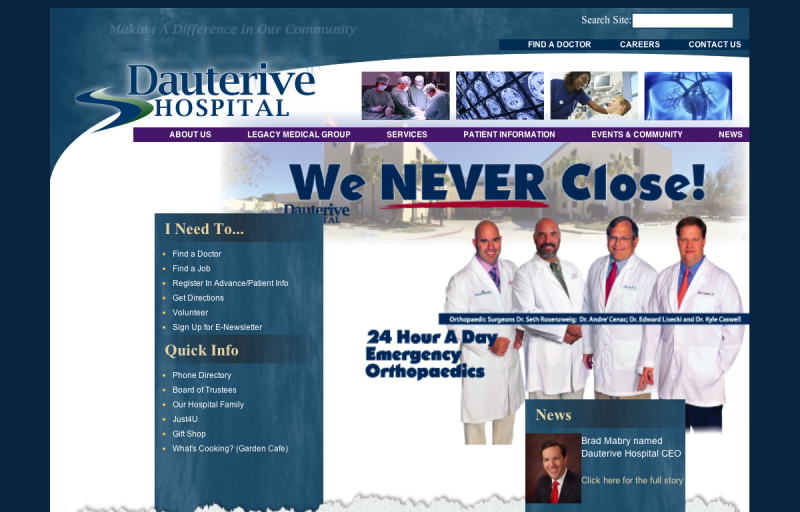 Search Site:
Making A Difference In Our Community
FIND A DOCTOR CAREERS CONTACT US
Dauterive
HOSPITAL
ABOUT US LEGACY MEDICAL GROUP SERVICES PATIENT INFORMATION EVENTS & COMMUNITY NEWS
Hospital
We NEVER Close!
Dauterive
I Need To...
Find a Doctor
Find a Job
Register In Advance/Patient Info
Get Directions
Volunteer
Sign Up for E-Newsletter
Quick Info
Phone Directory
Board of Trustees
Our Hospital Family
Just4U
Gift Shop
What's Cooking? (Garden Cafe)
Orthopaedic Surgeons Dr. Seth Rosenzweig; Dr. Andre' Cenac; Dr. Edward Lisecki and Dr. Kyle Caswell
24 Hour A Day
Emergency
Orthopaedics
News
Brad Mabry named
Dauterive Hospital CEO
Click here for the full story